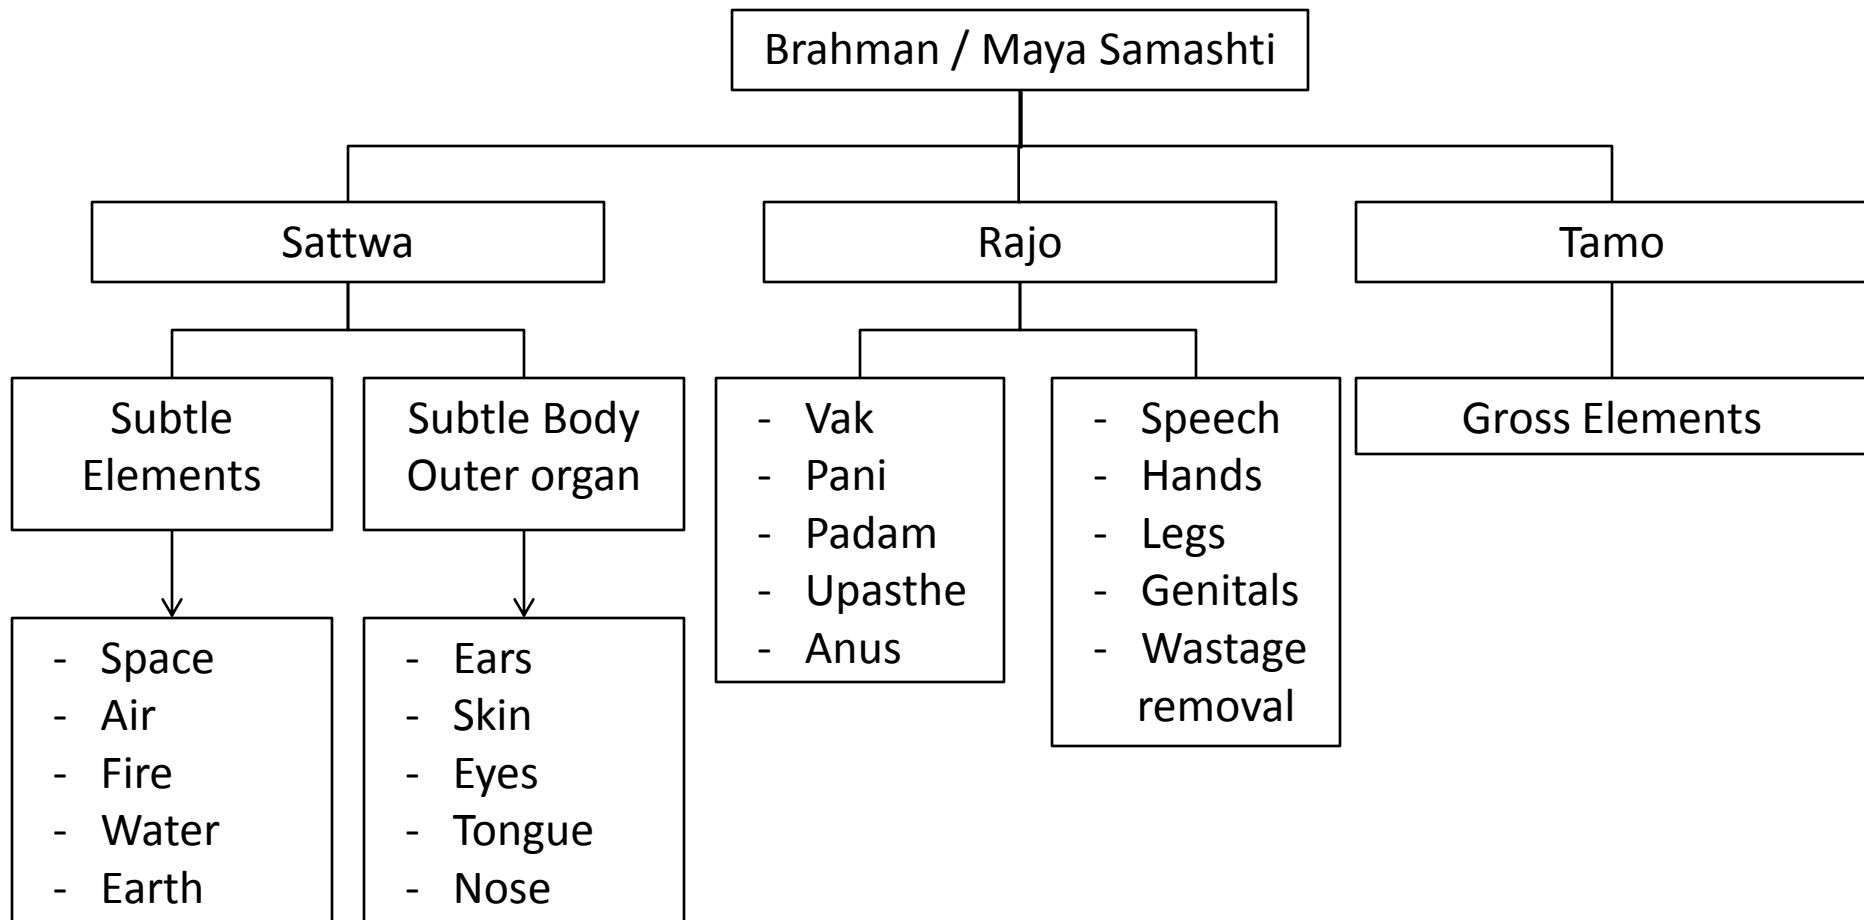 Brahman / Maya Samashti
Sattwa
Rajo
Tamo
Subtle
Elements
Subtle Body
Outer organ
- Vak
- Pani
- Padam
- Upasthe
- Anus
- Speech
- Hands
- Legs
- Genitals
- Wastage
removal
Gross Elements
- Space
- Air
- Fire
- Water
- Earth
- Ears
- Skin
- Eyes
- Tongue
- Nose